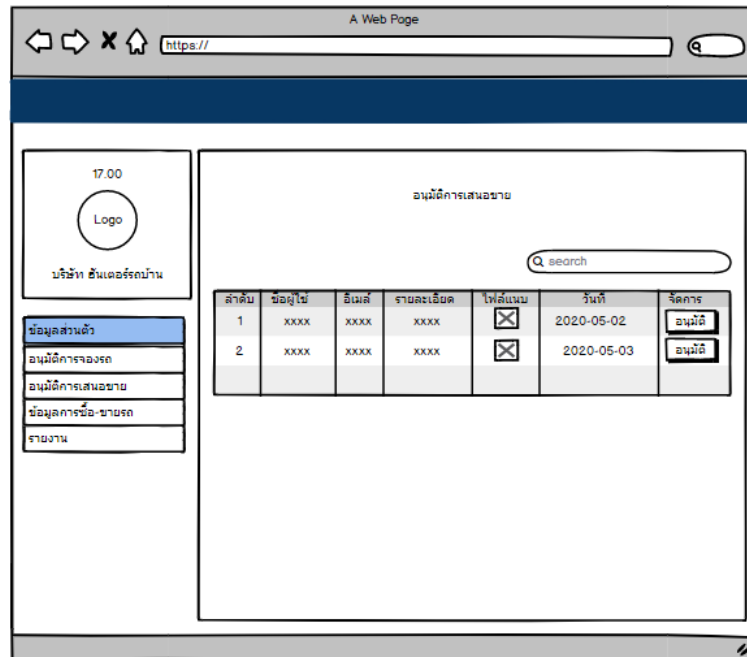 A Web Page
https://
17.00
Logo
บริษัท ฮันเตอร์รถบ้าน
ข้อมูลส่วนตัว
อนุมัติการจองรถ
อนุมัติการเสนอขาย
ข้อมูลการซื้อ-ขายรถ
รายงาน
อนุมัติการเสนอขาย
search
ลำดับ ชื่อผู้ใช้ อีเมล์ รายละเอียด ไฟล์แนบ วันที่ จัดการ
1 xxxx xxxx xxxx 2020-05-02 อนุมัติ
2 xxxx xxxx xxxx 2020-05-03 อนุมัติ